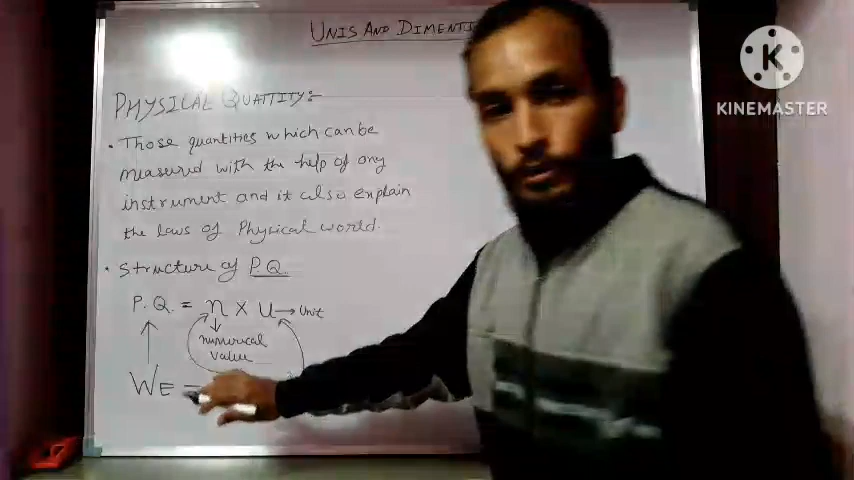 UNIS AND DIMENTI
K
KINEMASTER
PHYSICAL QUATTITY:-
• Those quantities which can be
measured with the help of any
instrument and it also explain
the laws of Physical world.
• Structure of P.Q.
P.Q. = n x u → Unit
numerical
value
WE =